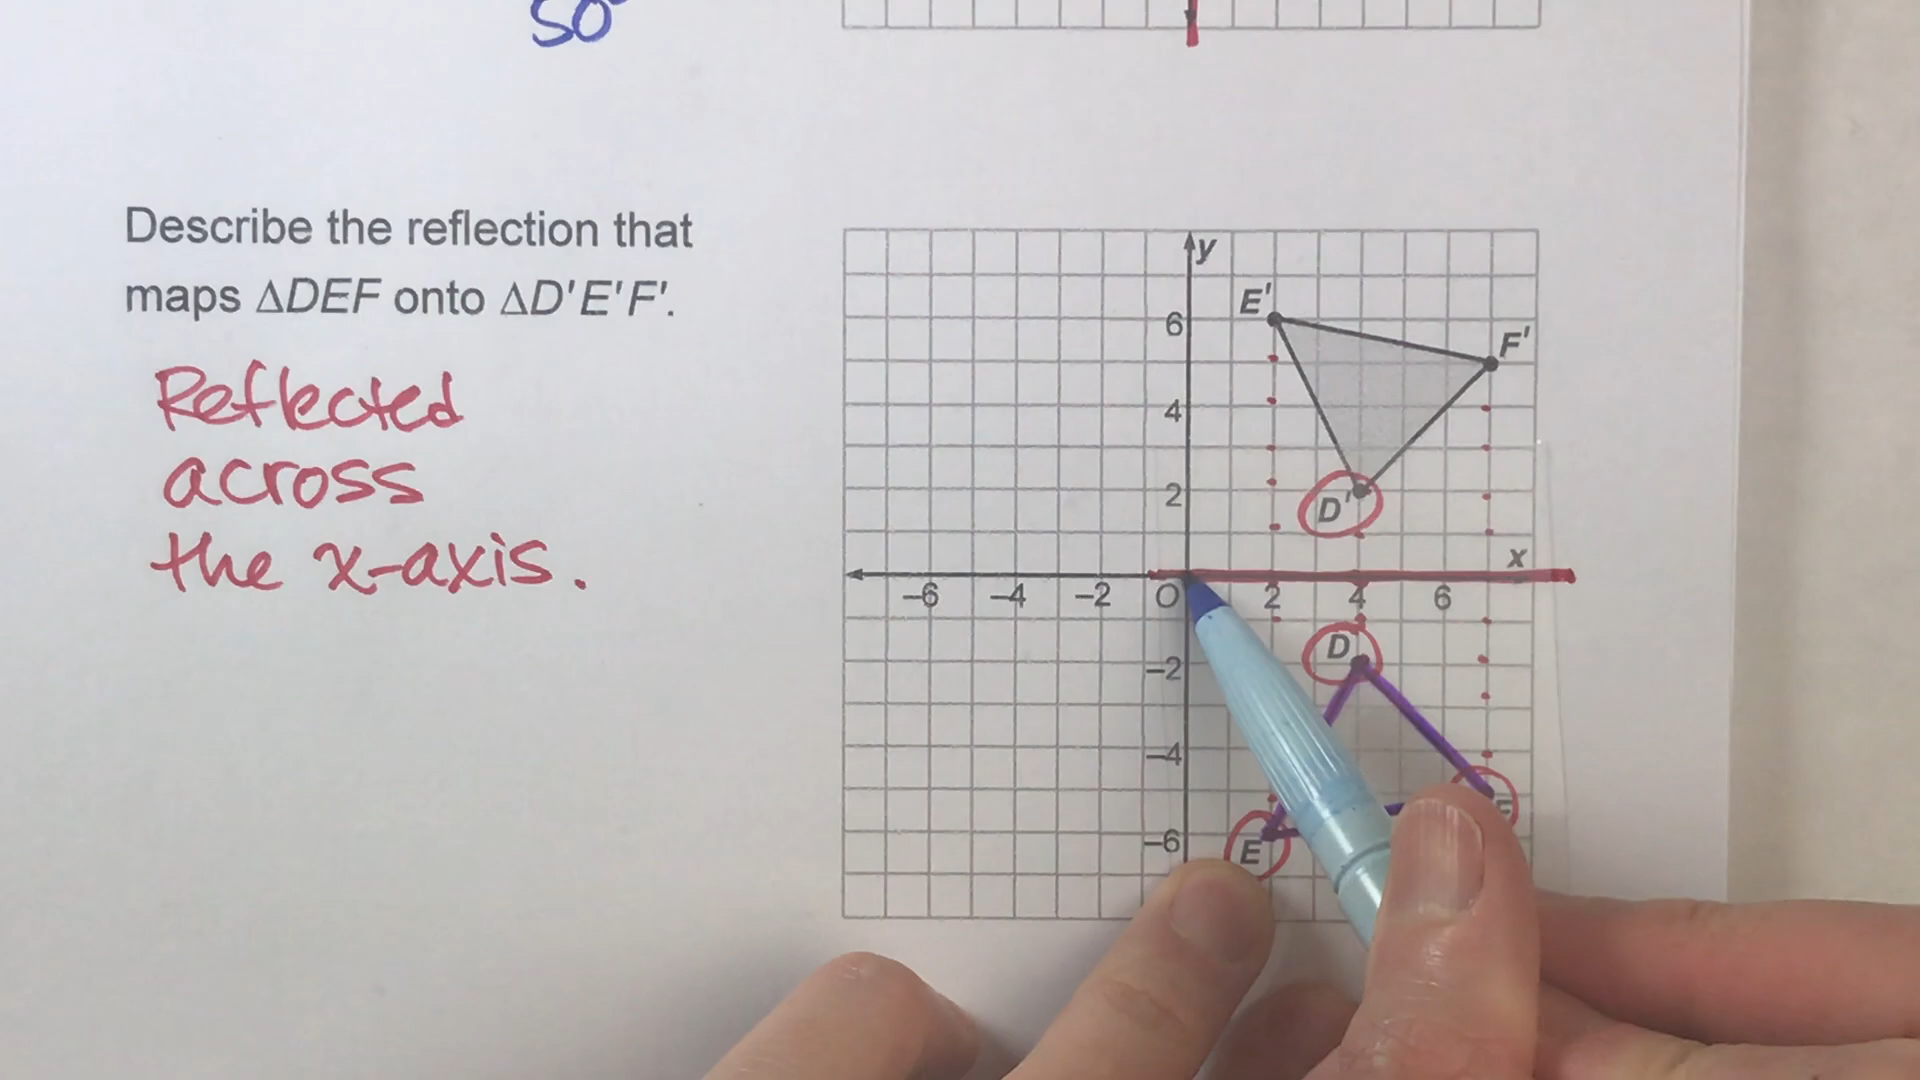 50°
Describe the reflection that
maps ΔDEF onto ΔD'E'F'.
Reflected
across
the x-axis.
y
E'
6
F'
4
2
D'
x
–6 –4 –2 O 2 4 6
D
–2
–4
–6
E